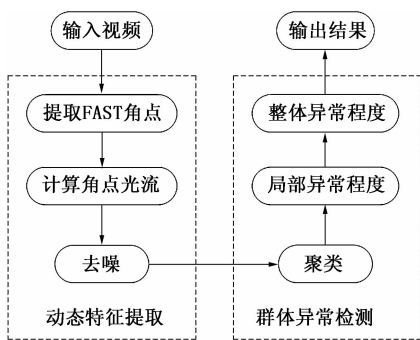 输入视频
提取FAST角点
计算角点光流
去噪
动态特征提取
输出结果
整体异常程度
局部异常程度
聚类
群体异常检测